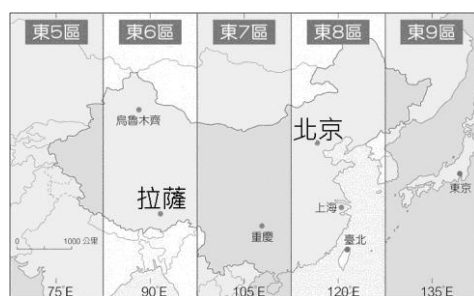 東5區 東6區 東7區 東8區 東9區
烏魯木齊
北京
拉薩
東京
上海
重慶
臺北
0 1000 公里
75°E 90°E 105°E 120°E 135°E